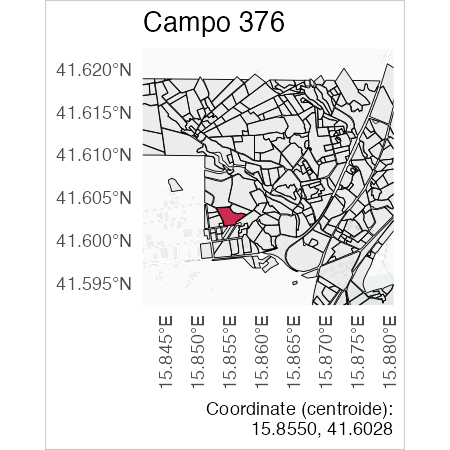 Campo 376
41.620°N
41.615°N
41.610°N
41.605°N
41.600°N
41.595°N
15.845°E
15.850°E
15.855°E
15.860°E
15.865°E
15.870°E
15.875°E
15.880°E
Coordinate (centroide):
15.8550, 41.6028